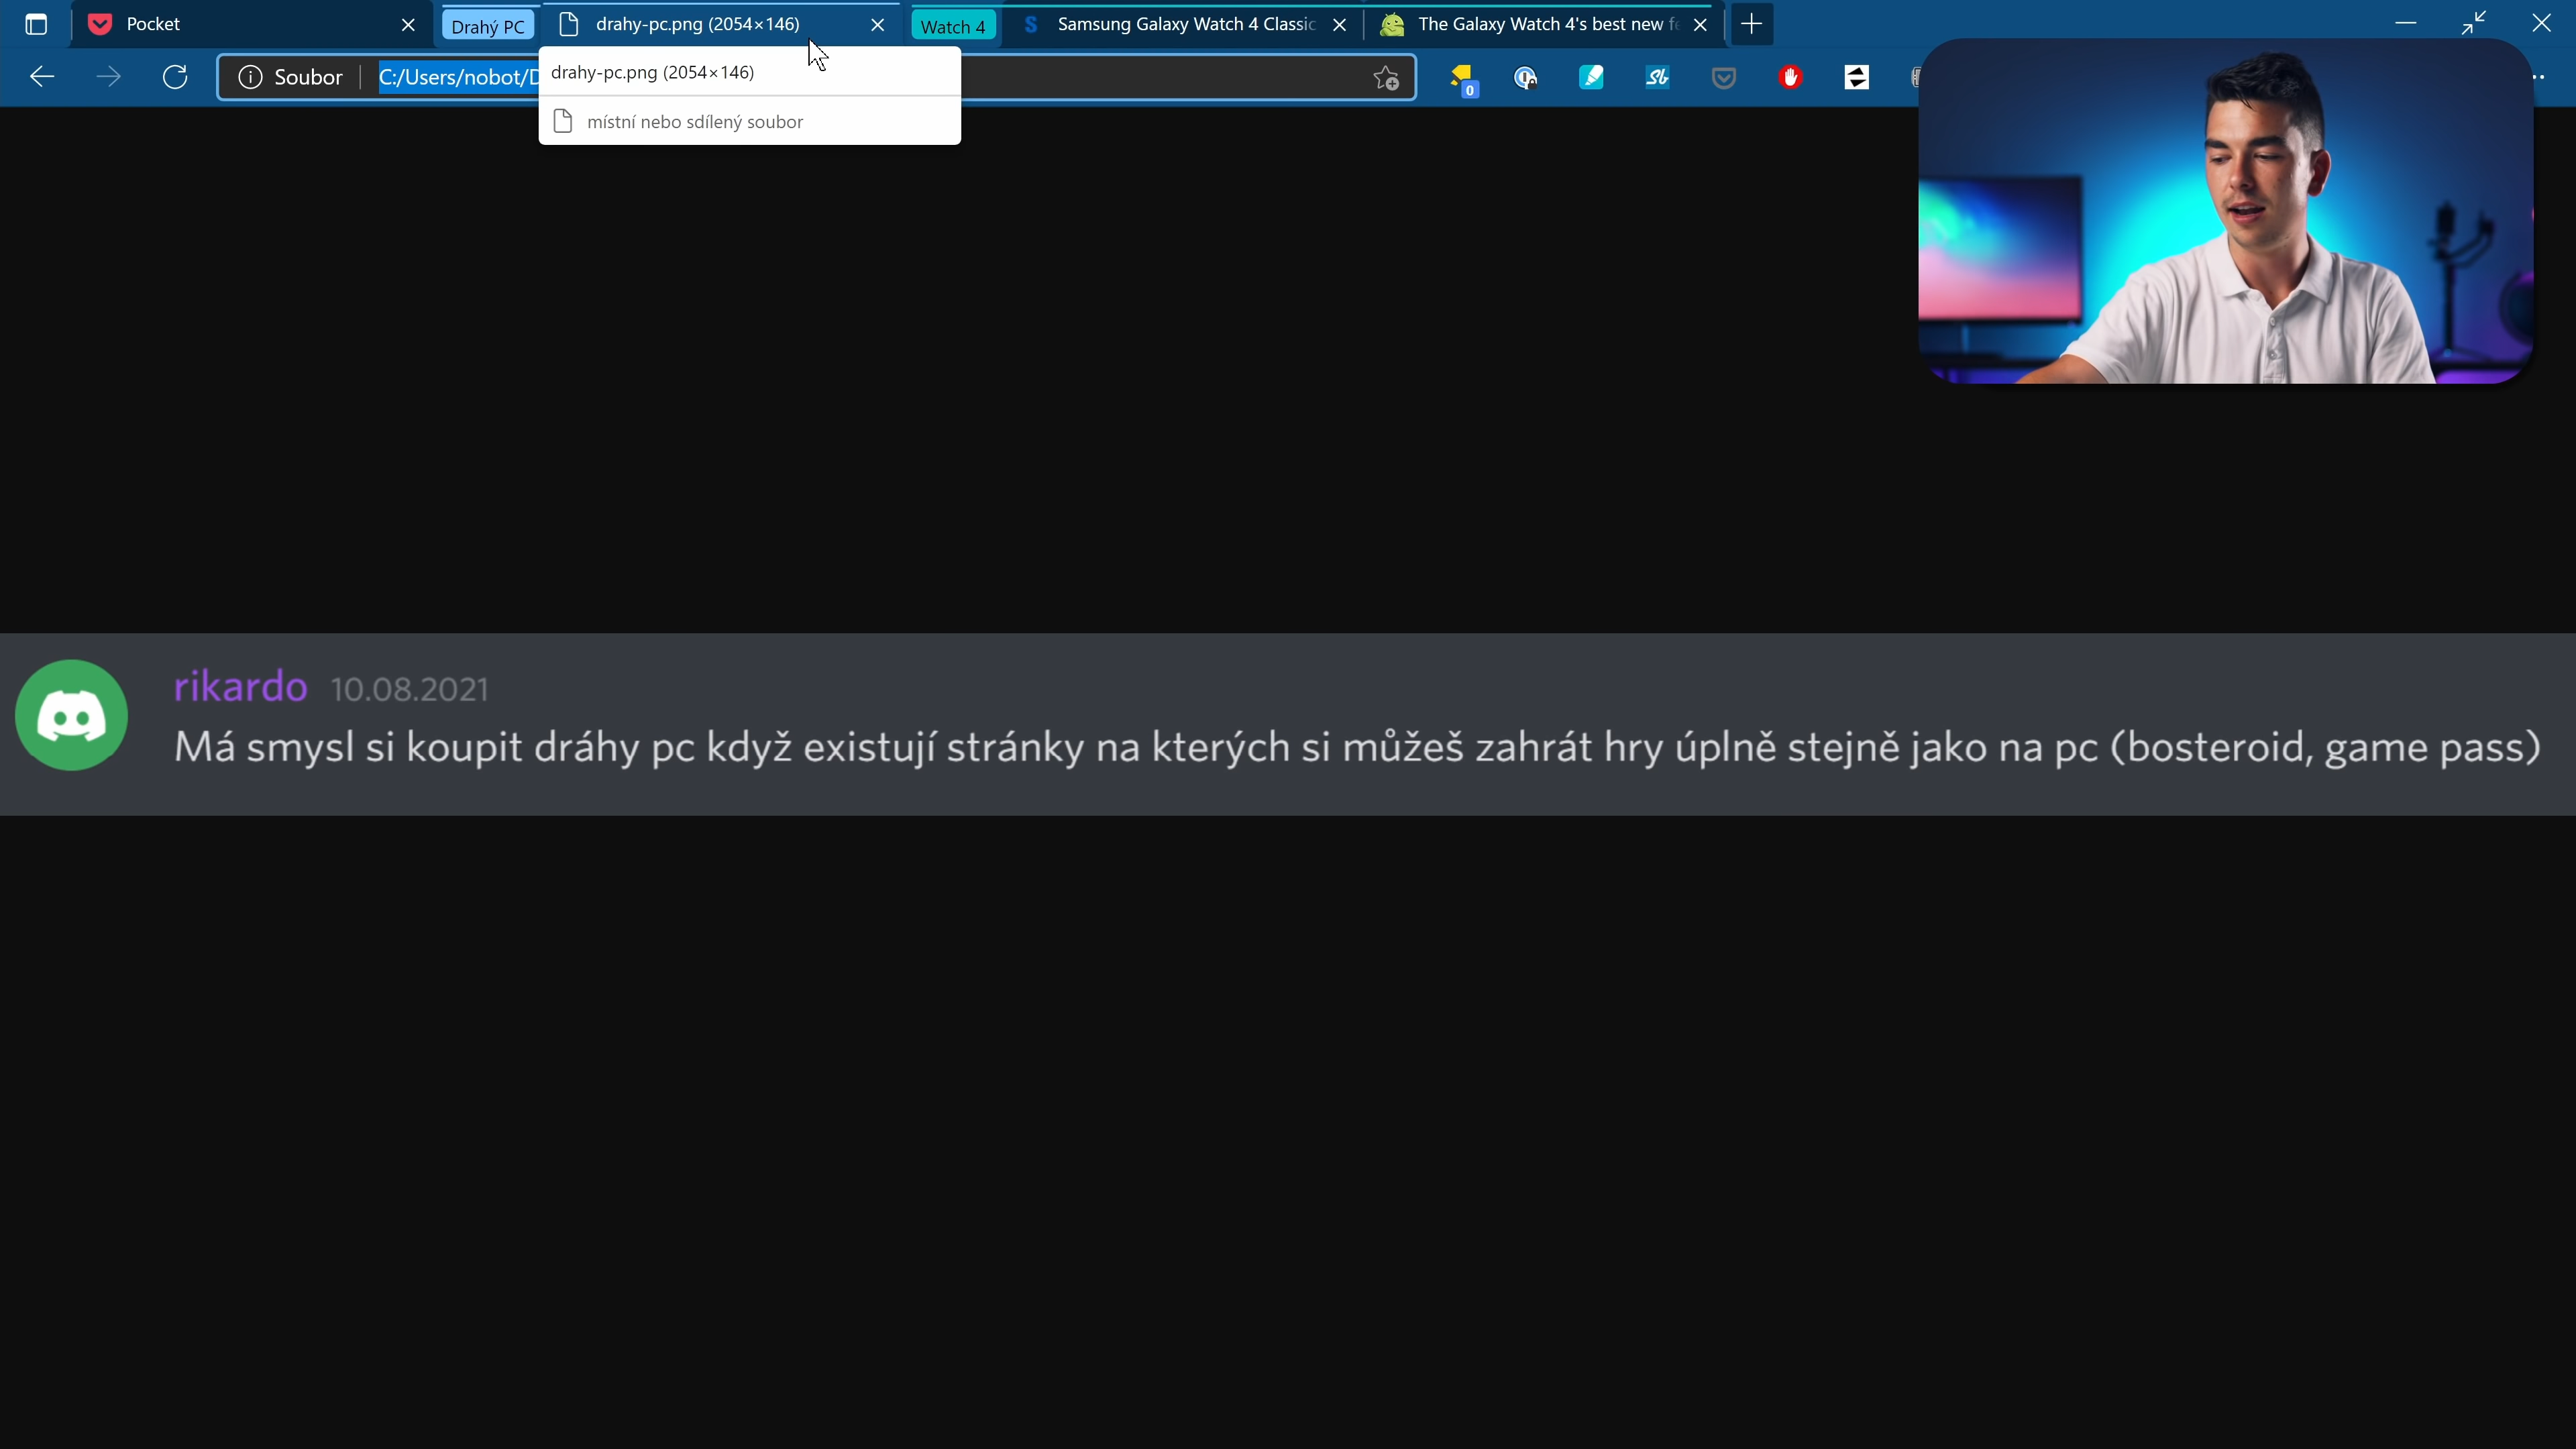 Pocket
Drahý PC
drahy-pc.png (2054×146)
Watch 4
Samsung Galaxy Watch 4 Classic
The Galaxy Watch 4's best new
Soubor
C:/Users/nobot/D
0
drahy-pc.png (2054×146)
místní nebo sdílený soubor
rikardo 10.08.2021
Má smysl si koupit dráhy pc když existují stránky na kterých si můžeš zahrát hry úplně stejně jako na pc (bosteroid, game pass)